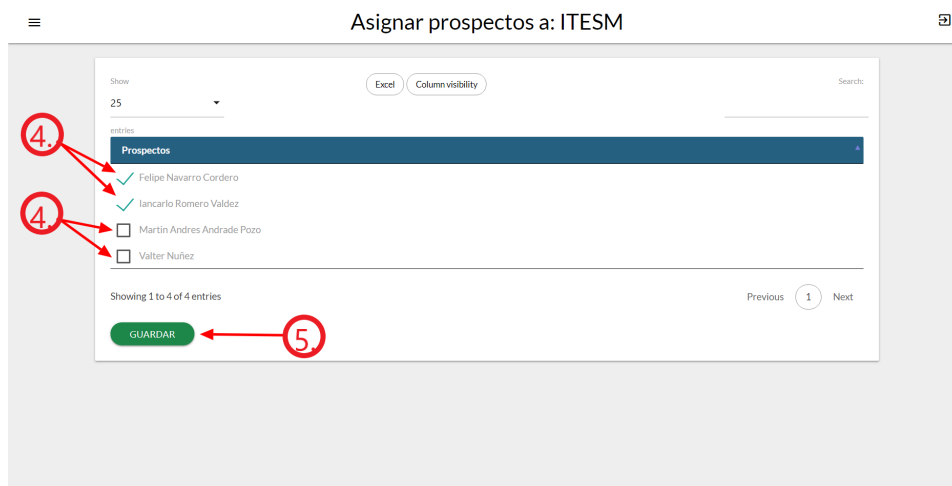 Asignar prospectos a: ITESM
Show
25
entries
Excel
Column visibility
Search:
4.
Prospectos
Felipe Navarro Cordero
Iancarlo Romero Valdez
4.
Martin Andres Andrade Pozo
Valter Nuñez
Showing 1 to 4 of 4 entries
Previous 1 Next
GUARDAR
5.